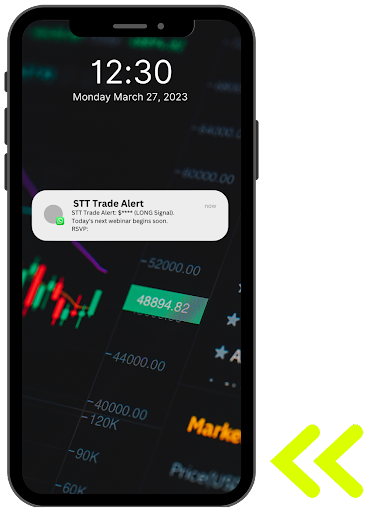 12:30
Monday March 27, 2023
STT Trade Alert
now
STT Trade Alert: $**** (LONG Signal).
Today's next webinar begins soon.
RSVP:
60000.00
52000.00
48894.82
44000.00
40000.00
120K
90K
60K
Marke
Price(US